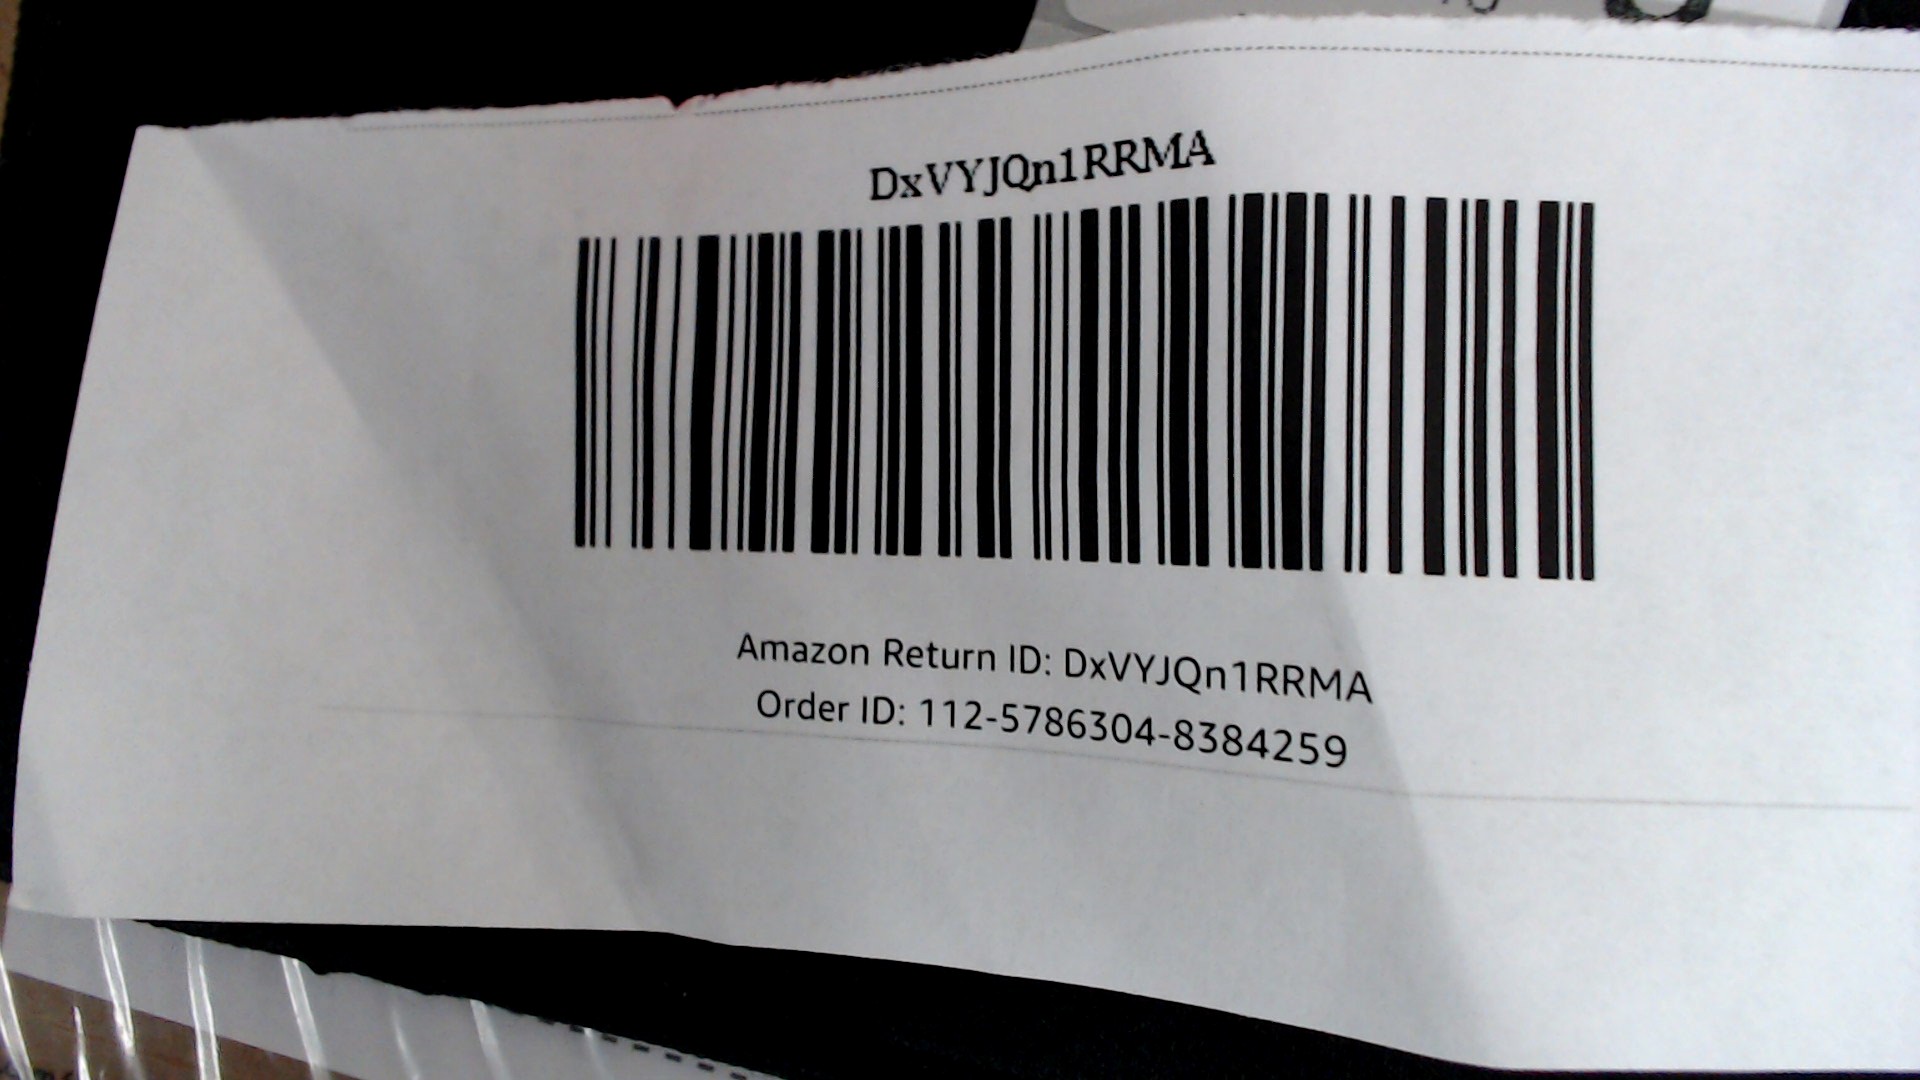 DxVYJQn1RRMA
Amazon Return ID: DxVYJQn1RRMA
Order ID: 112-5786304-8384259